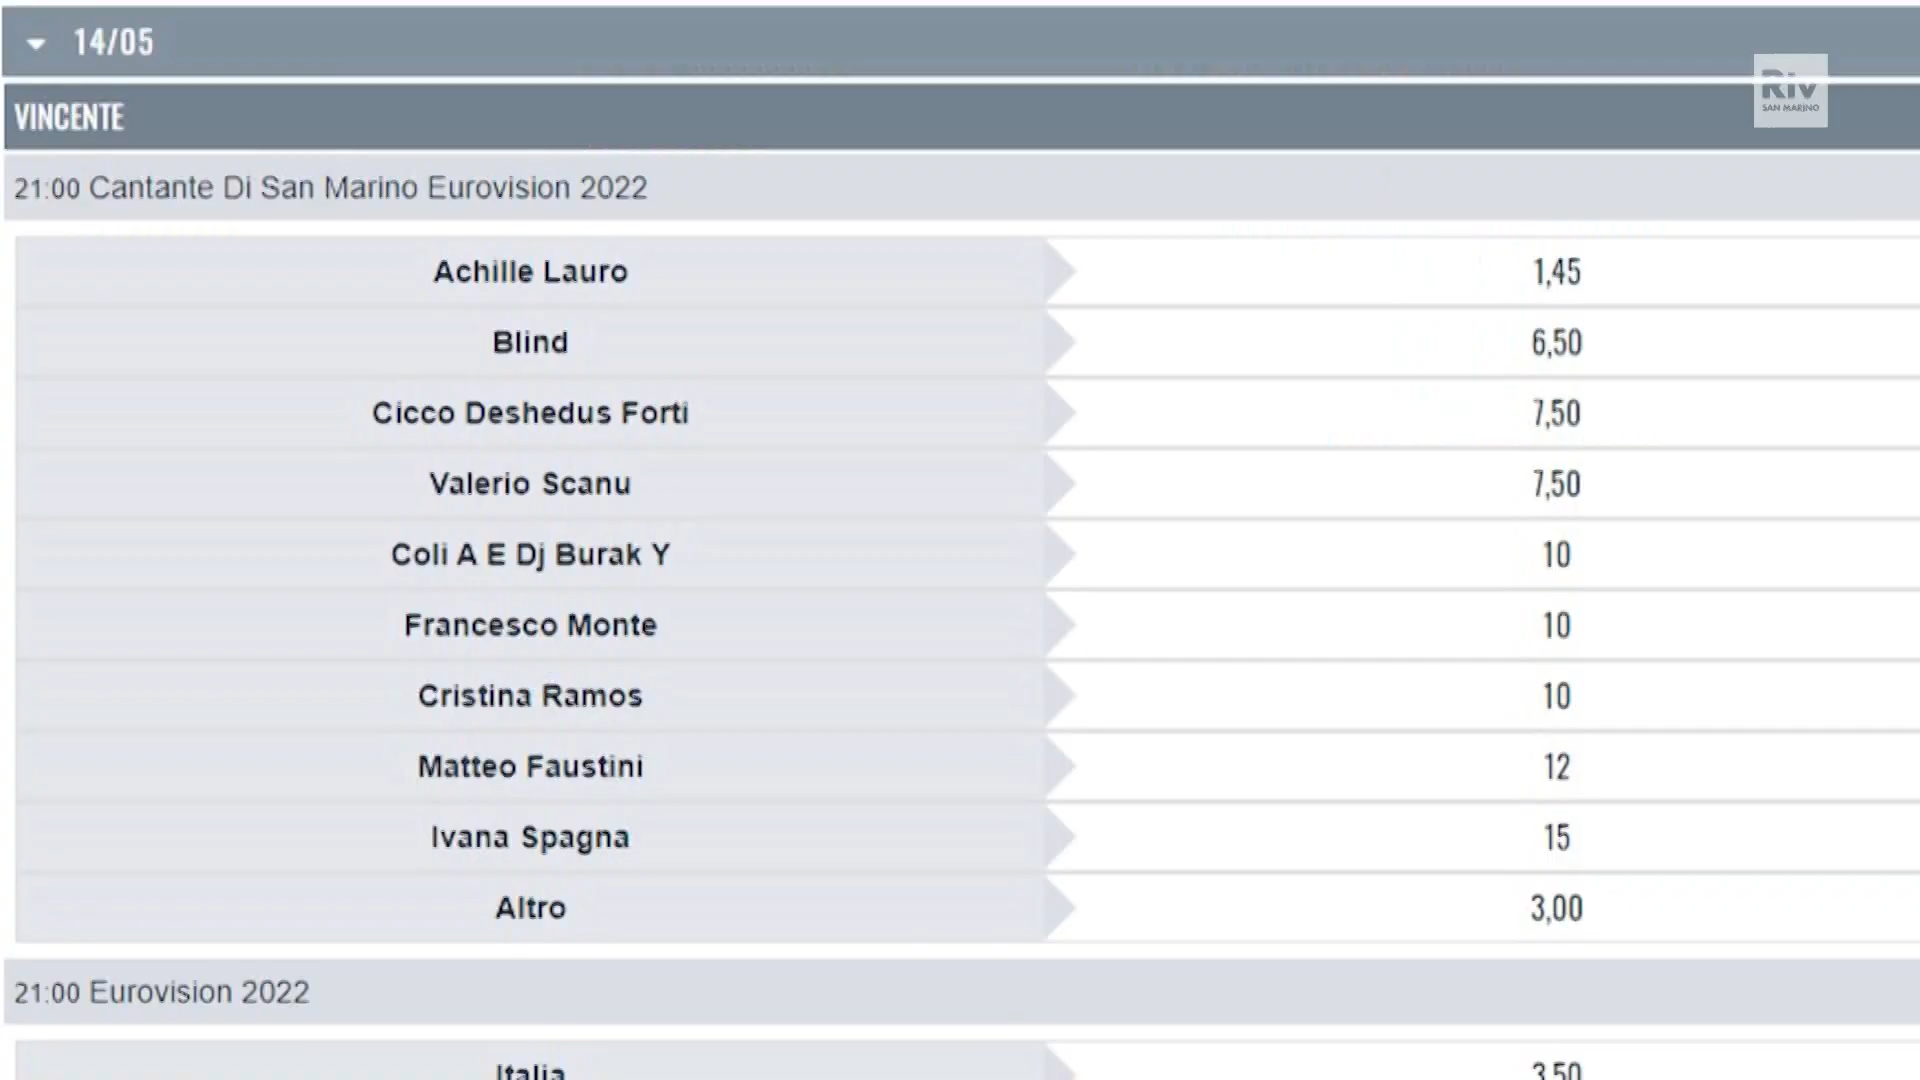 14/05
RTV
SAN MARINO
VINCENTE
21:00 Cantante Di San Marino Eurovision 2022
Achille Lauro 1,45
Blind 6,50
Cicco Deshedus Forti 7,50
Valerio Scanu 7,50
Coli A E Dj Burak Y 10
Francesco Monte 10
Cristina Ramos 10
Matteo Faustini 12
Ivana Spagna 15
Altro 3,00
21:00 Eurovision 2022
Italia 3,50